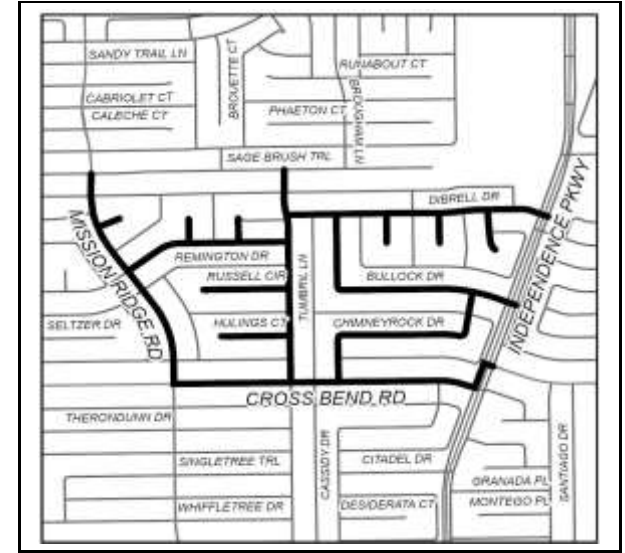 SANDY TRAIL LN
BROUETTE CT
RUNABOUT CT
CABRIOLET CT
CALECHE CT
PHAETON CT
BROUGHAM LN
SAGE BRUSH TRL
DIBRELL DR
MISSION RIDGE RD
INDEPENDENCE PKWY
REMINGTON DR
RUSSELL CIR
TUMBRIL LN
BULLOCK DR
SELTZER DR
HULINGS CT
CHIMNEYROCK DR
CROSS BEND RD
THERONDUNN DR
CASSIDY DR
SANTIAGO DR
SINGLETREE TRL
CITADEL DR
GRANADA PL
WHIFFLETREE DR
DESIDERATA CT
MONTEGO PL